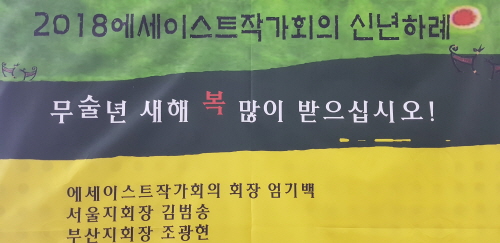 2018에세이스트작가회의 신년하례
무술년 새해 복 많이 받으십시오!
에세이스트작가회의 회장 엄기백
서울지회장 김범송
부산지회장 조광현